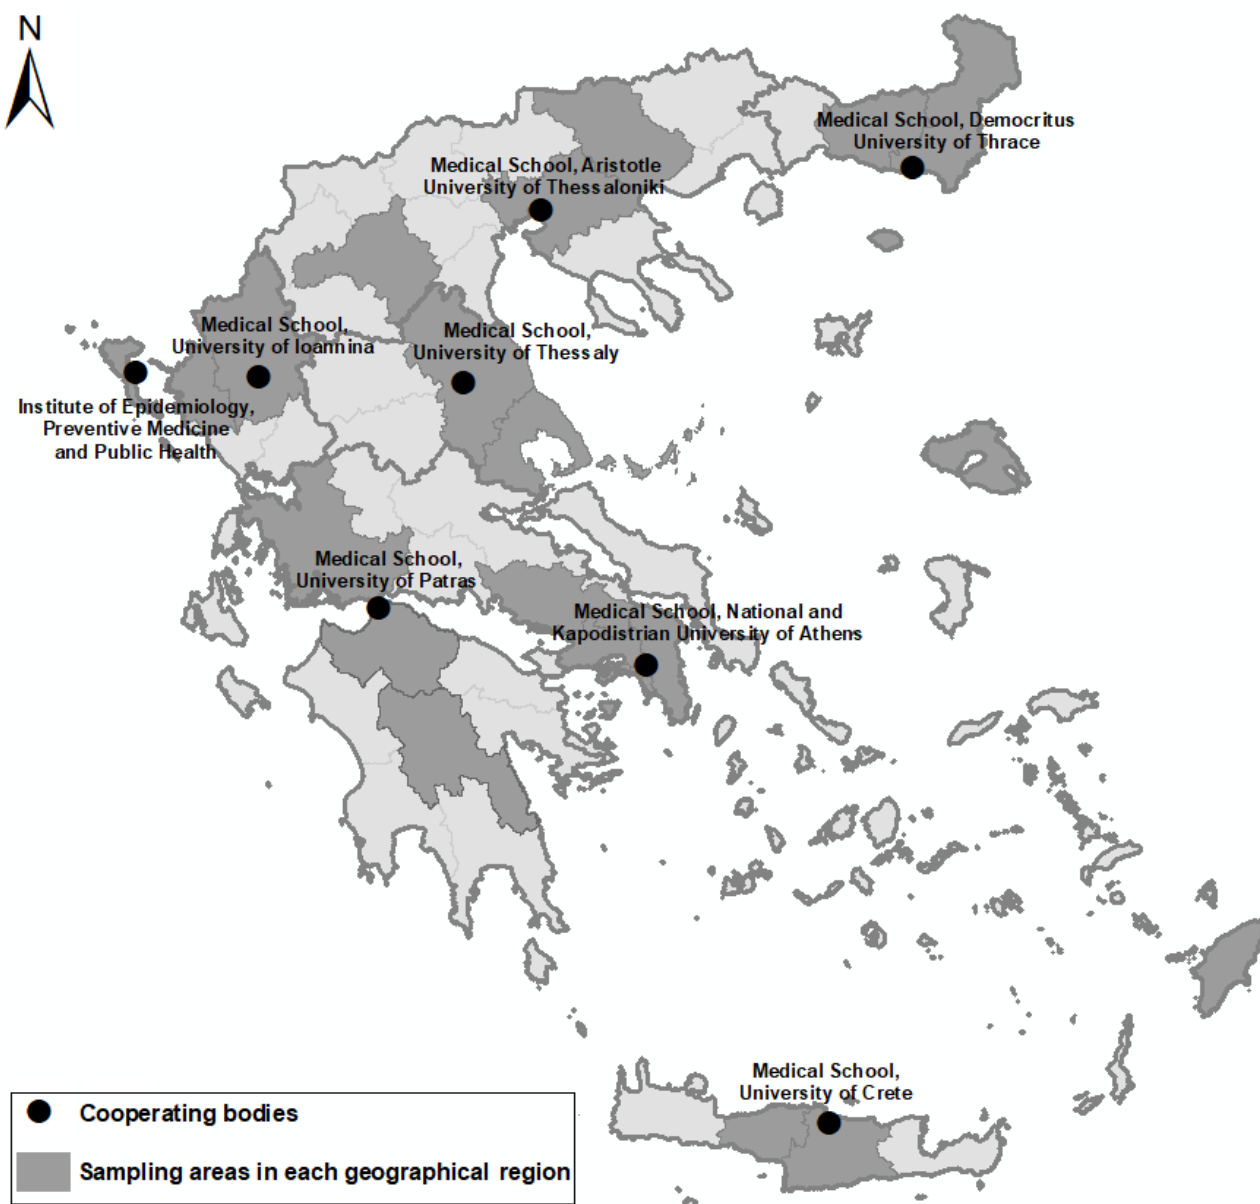 N
Medical School, Democritus
University of Thrace
Medical School, Aristotle
University of Thessaloniki
Medical School,
University of Ioannina
Medical School,
University of Thessaly
Institute of Epidemiology,
Preventive Medicine
and Public Health
Medical School,
University of Patras
Medical School, National and
Kapodistrian University of Athens
Medical School,
University of Crete
Cooperating bodies
Sampling areas in each geographical region